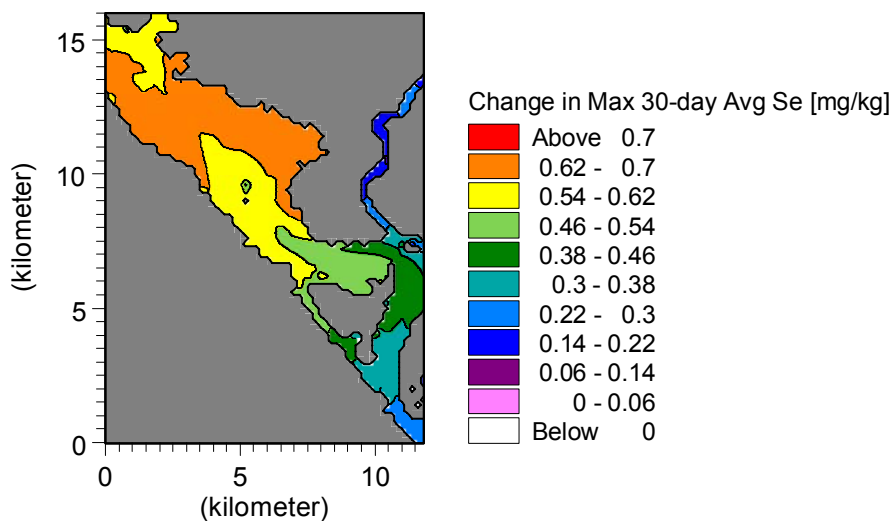 Change in Max 30-day Avg Se [mg/kg]
Above 0.7
0.62 - 0.7
0.54 - 0.62
0.46 - 0.54
0.38 - 0.46
0.3 - 0.38
0.22 - 0.3
0.14 - 0.22
0.06 - 0.14
0 - 0.06
Below 0
(kilometer)
15
10
5
0
0 5 10
(kilometer)